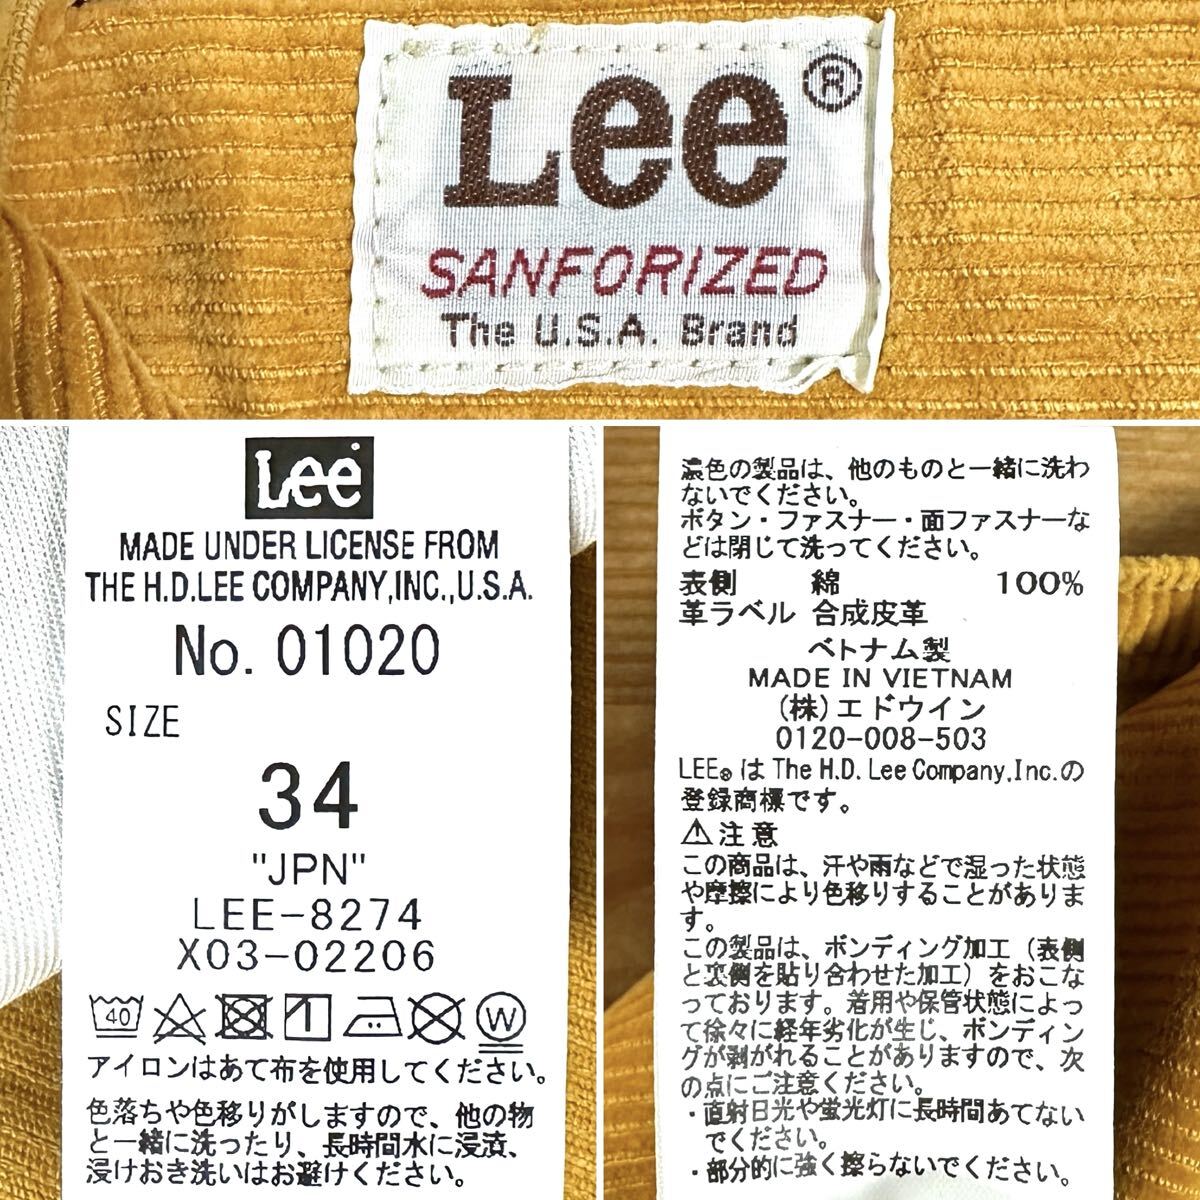 Lee®
SANFORIZED
The U.S.A. Brand
Lee®
MADE UNDER LICENSE FROM
THE H.D.LEE COMPANY,INC.,U.S.A.
No. 01020
SIZE
34
"JPN"
LEE-8274
X03-02206
40
W
アイロンはあて布を使用してください。
色落ちや色移りがしますので、他の物
と一緒に洗ったり、長時間水に浸漬、
浸けおき洗いはお避けください。
濃色の製品は、他のものと一緒に洗わ
ないでください。
ボタン・ファスナー・面ファスナーな
どは閉じて洗ってください。
表側 綿 100%
革ラベル 合成皮革
ベトナム製
MADE IN VIETNAM
(株)エドウイン
0120-008-503
LEE® は The H.D. Lee Company,Inc.の
登録商標です。
⚠注意
この商品は、汗や雨などで湿った状態
や摩擦により色移りすることがありま
す。
この製品は、ボンディング加工(表側
と裏側を貼り合わせた加工)をおこな
っております。着用や保管状態によっ
て徐々に経年劣化が生じ、ボンディン
グが剥がれることがありますので、次
の点にご注意ください。
・直射日光や蛍光灯に長時間あてない
でください。
・部分的に強く擦らないでください。